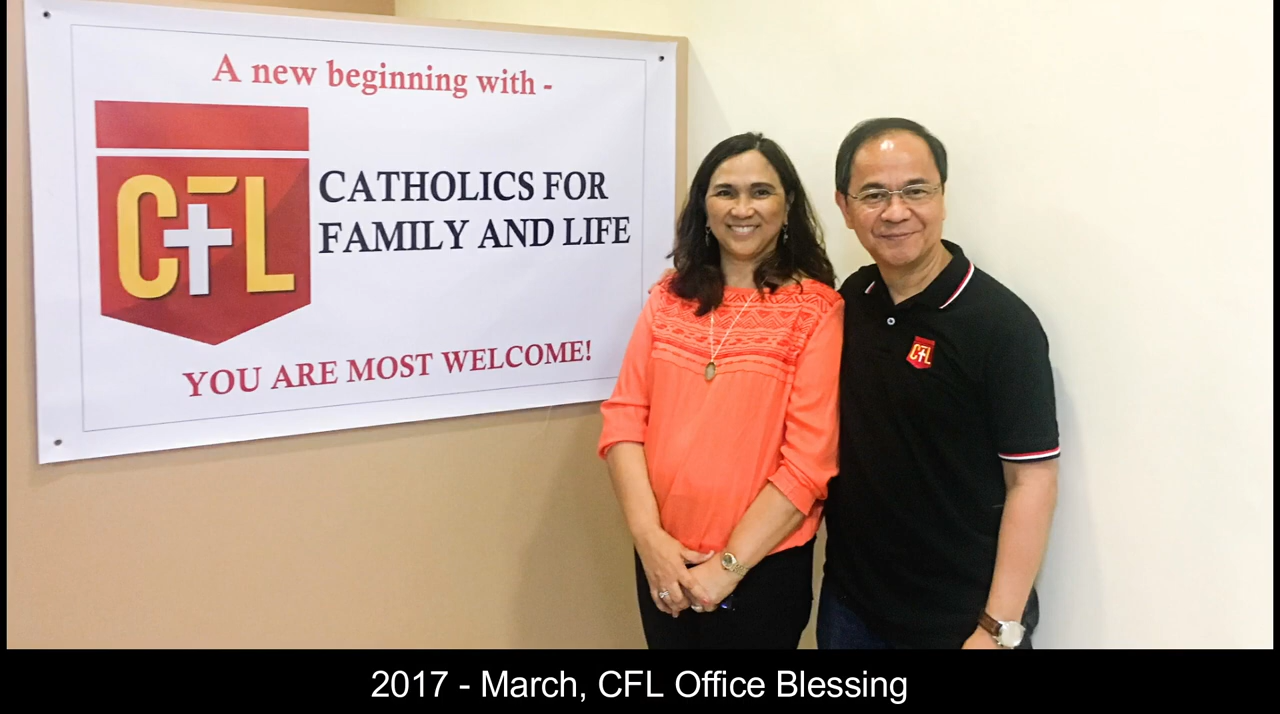 A new beginning with -
CFL
CATHOLICS FOR
FAMILY AND LIFE
YOU ARE MOST WELCOME!
CFL
2017 - March, CFL Office Blessing